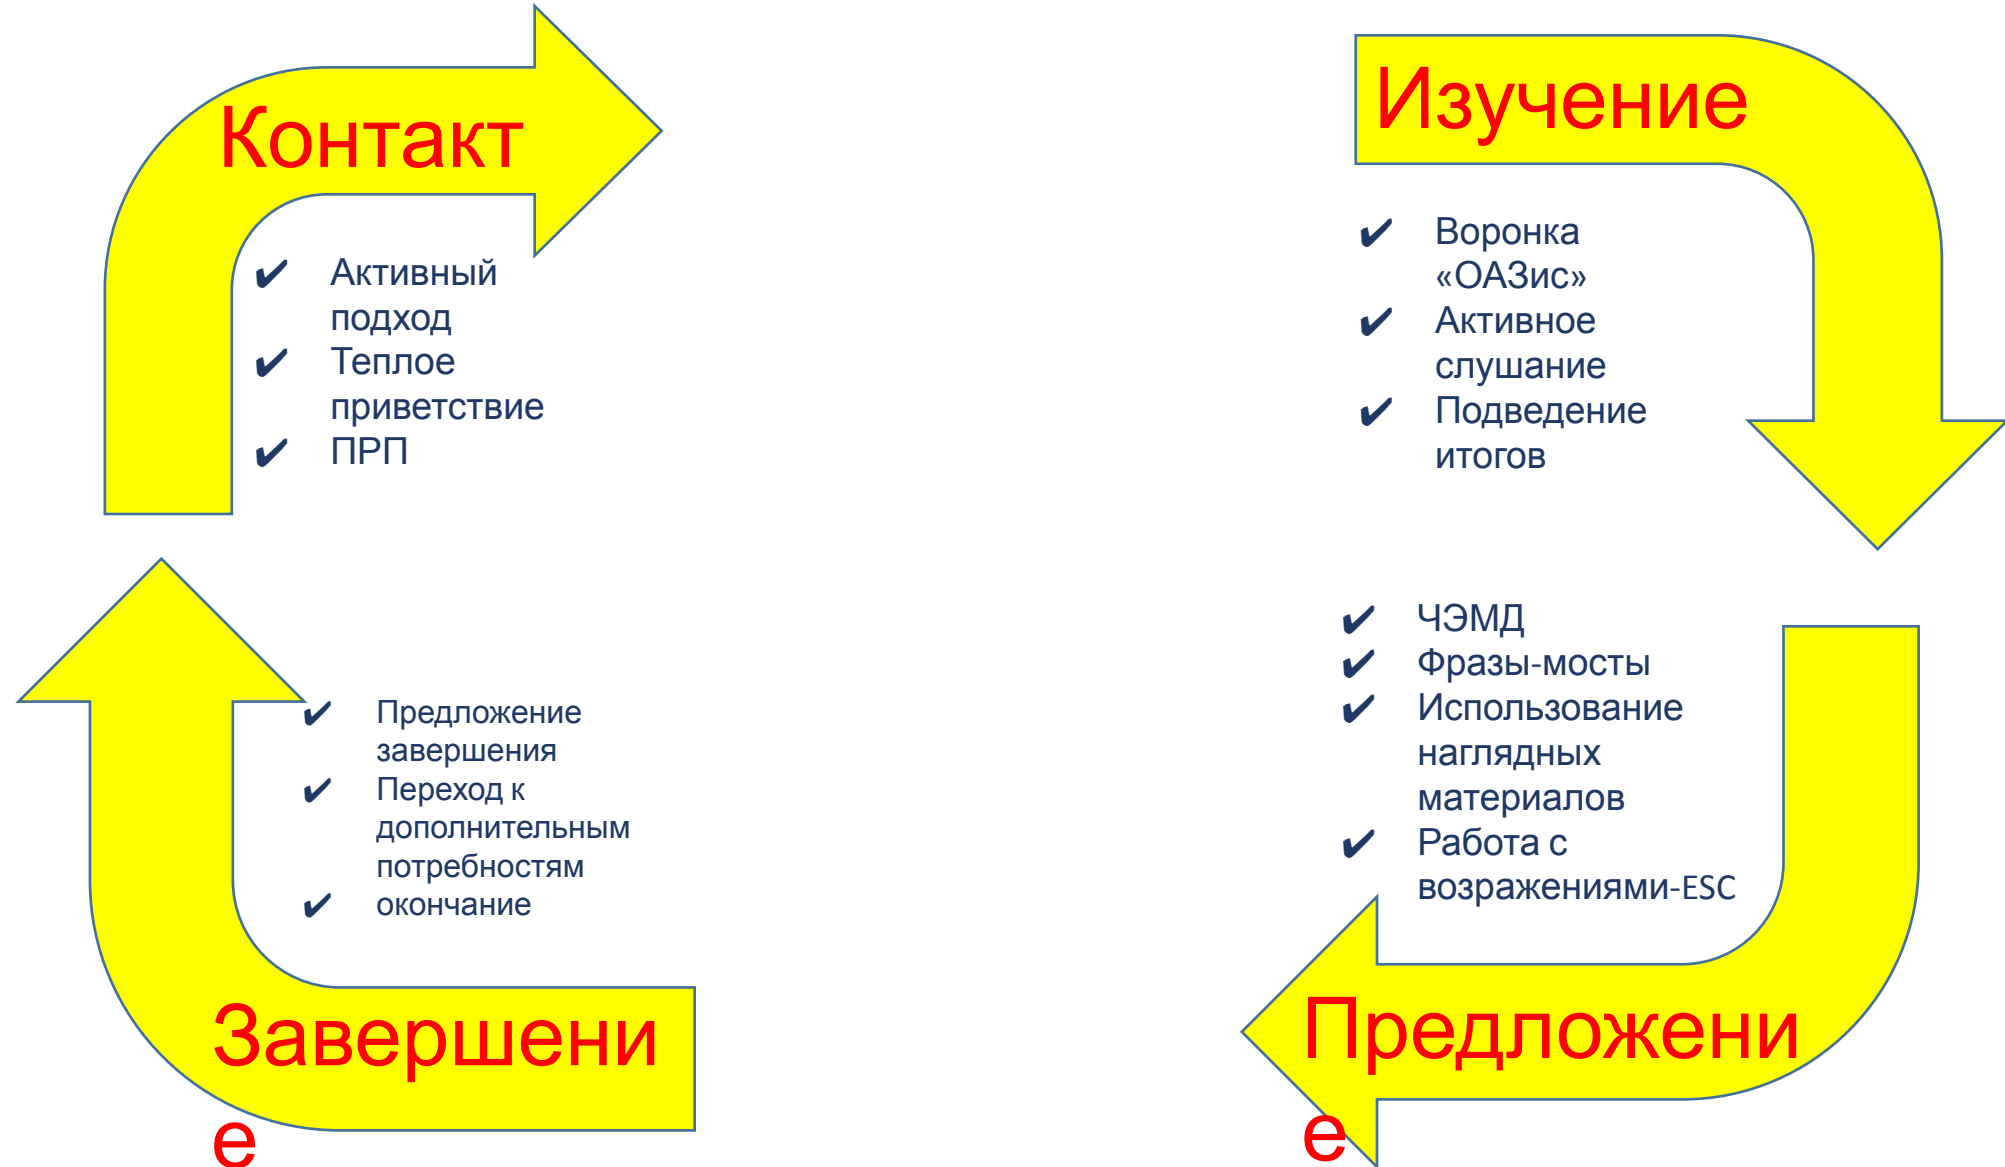 Контакт
Активный
подход
Теплое
приветствие
ПРП
Изучение
Воронка
«ОАЗис»
Активное
слушание
Подведение
итогов
ЧЭМД
Фразы-мосты
Использование
наглядных
материалов
Работа с
возражениями-ESC
Предложени
е
Предложение
завершения
Переход к
дополнительным
потребностям
окончание
Завершени
е